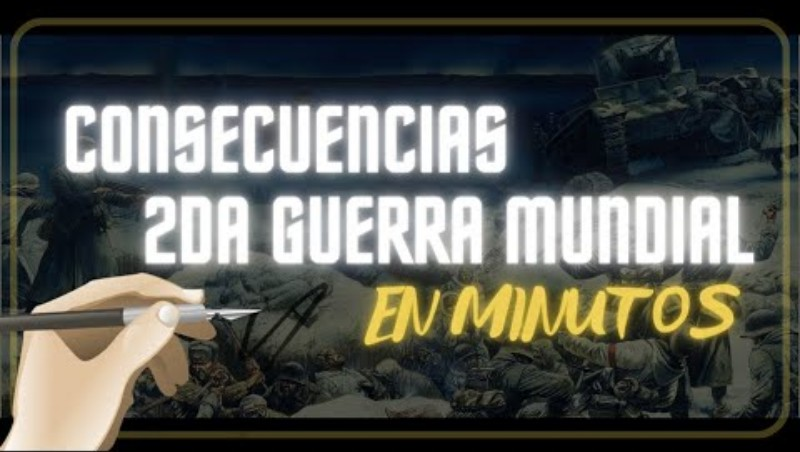 CONSECUENCIAS
2DA GUERRA MUNDIAL
EN MINUTOS